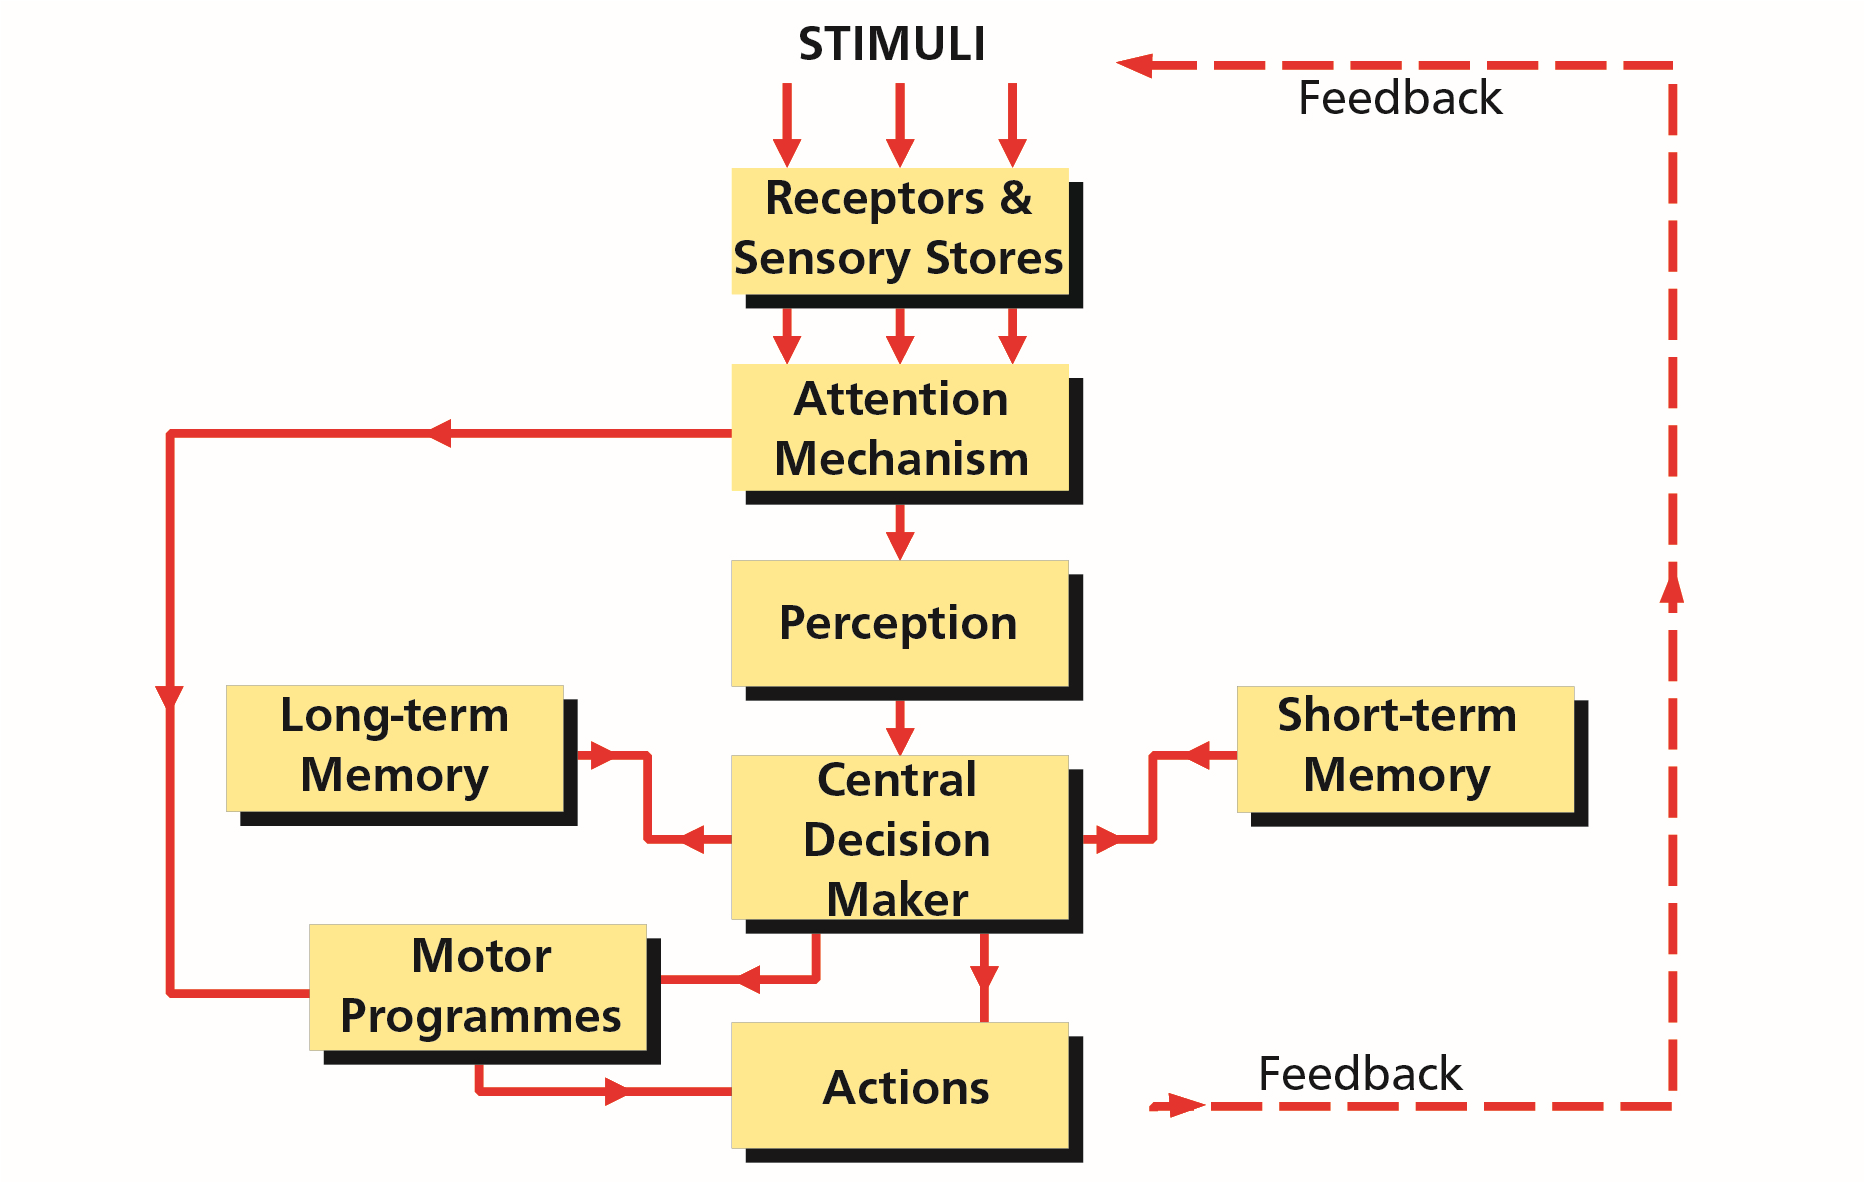 STIMULI
Feedback
Receptors &
Sensory Stores
Attention
Mechanism
Perception
Long-term
Memory
Short-term
Memory
Central
Decision
Maker
Motor
Programmes
Actions
Feedback